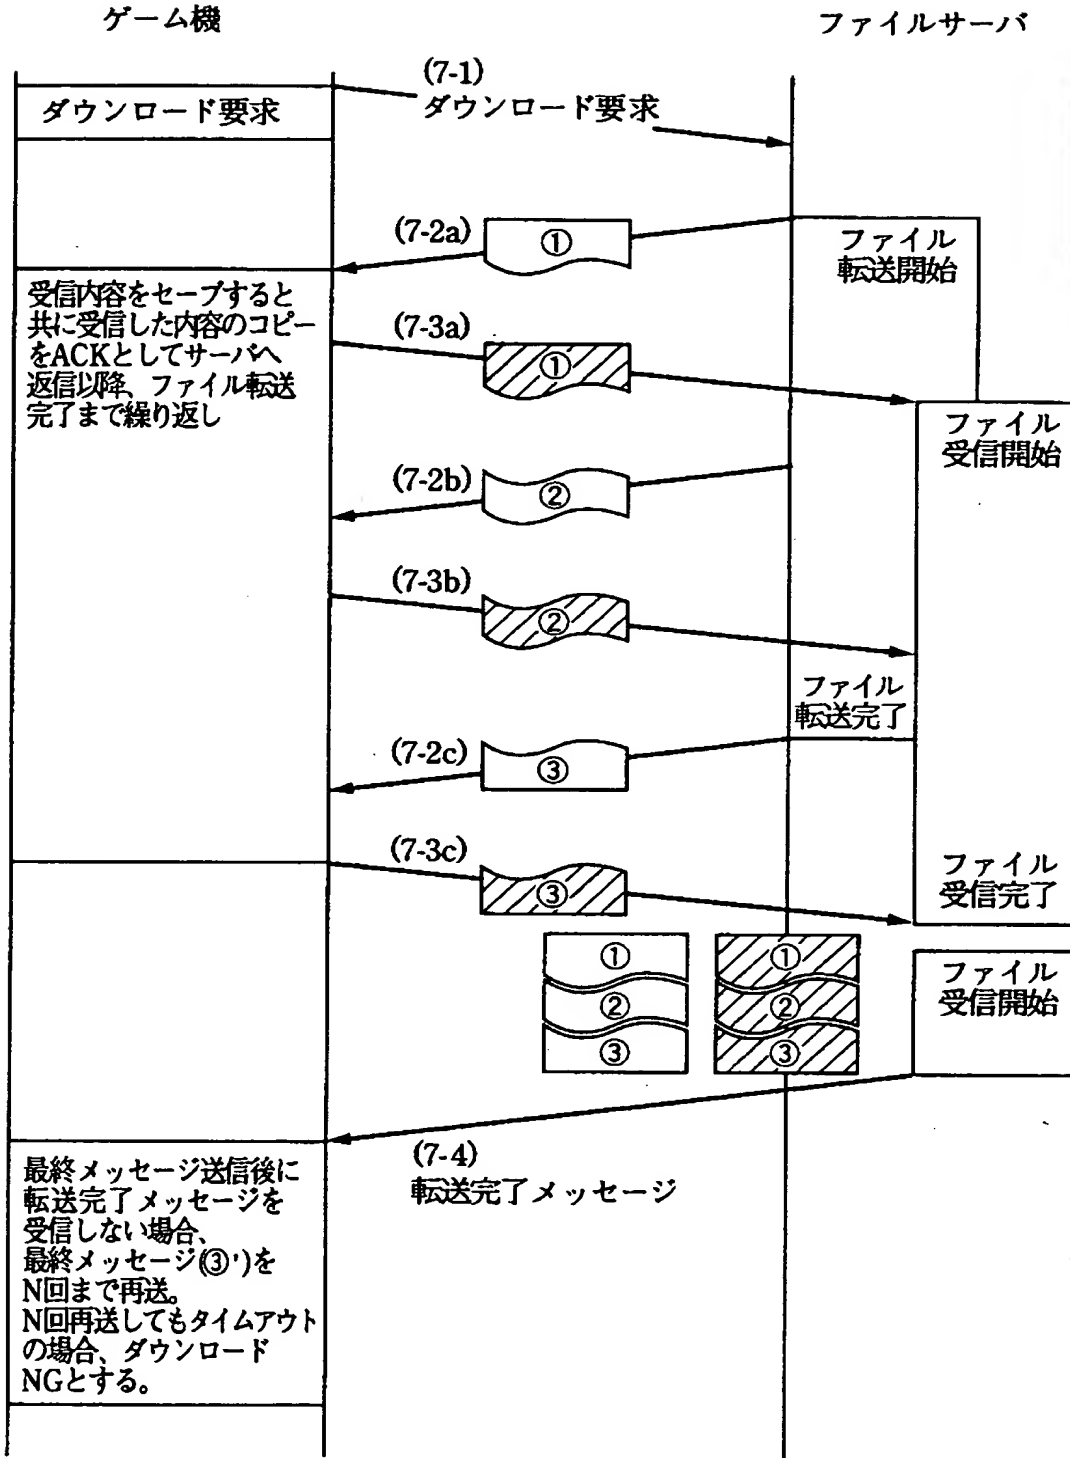 ゲーム機
ファイルサーバ
(7-1)
ダウンロード要求
ダウンロード要求
(7-2a)
①
ファイル
転送開始
受信内容をセーブすると
共に受信した内容のコピー
をACKとしてサーバへ
返信以降、ファイル転送
完了まで繰り返し
(7-3a)
①
ファイル
受信開始
(7-2b)
②
(7-3b)
②
ファイル
転送完了
(7-2c)
③
(7-3c)
③
ファイル
受信完了
①
②
③
①
②
③
ファイル
受信開始
(7-4)
転送完了メッセージ
最終メッセージ送信後に
転送完了メッセージを
受信しない場合、
最終メッセージ(③')を
N回まで再送。
N回再送してもタイムアウト
の場合、ダウンロード
NGとする。